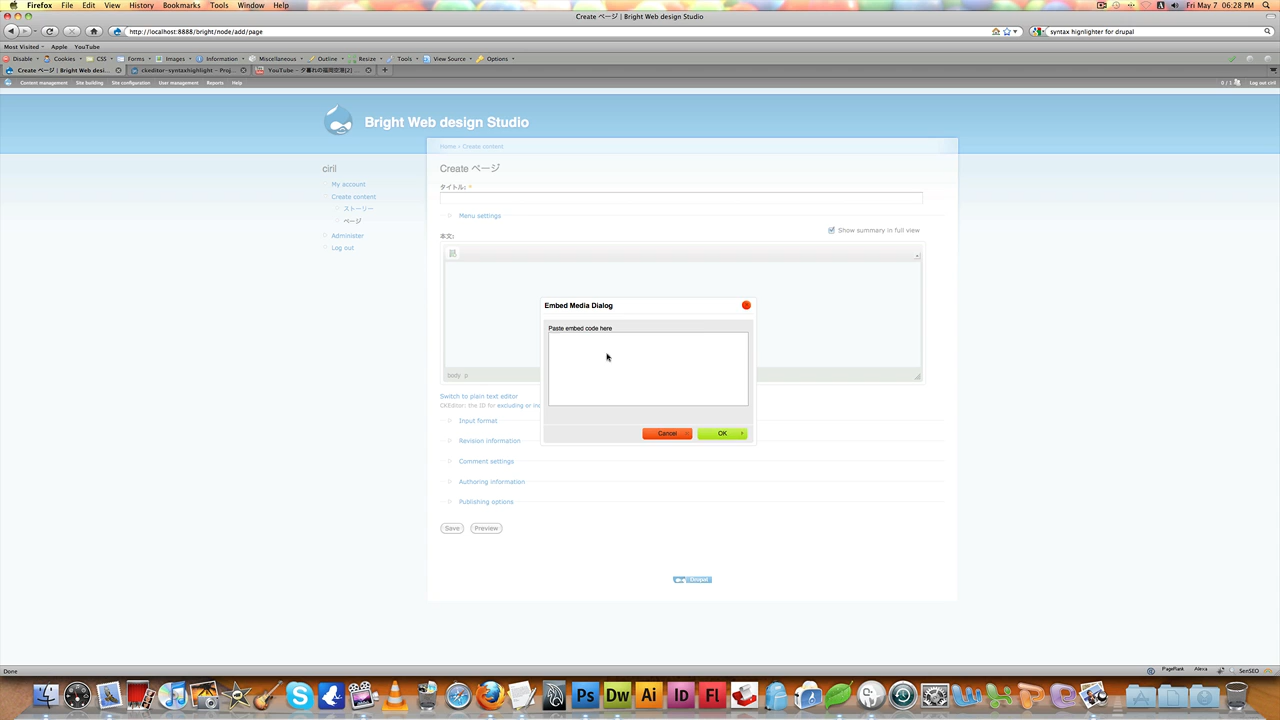 Firefox File Edit View History Bookmarks Tools Window Help Fri May 7 06:28 PM
Create ページ | Bright Web design Studio
http://localhost:8888/bright/node/add/page
syntax highlighter for drupal
Most Visited Apple YouTube
Disable Cookies CSS Forms Images Information Miscellaneous Outline Resize Tools View Source Options
Create ページ | Bright Web desi... ckeditor-syntaxhighlight - Proj... YouTube - 夕暮れの福岡空港[2]
Content management Site building Site configuration User management Reports Help 0 / 1 Log out ciril
Bright Web design Studio
Home › Create content
ciril
Create ページ
My account
タイトル: *
Create content
ストーリー
Menu settings
ページ
Show summary in full view
Administer
本文:
Log out
Embed Media Dialog
Paste embed code here
body p
Switch to plain text editor
CKEditor: the ID for excluding or inc
Input format
Cancel OK
Revision information
Comment settings
Authoring information
Publishing options
Save Preview
Drupal
Done PageRank Alexa SenSEO
Ps Dw Ai Id Fl